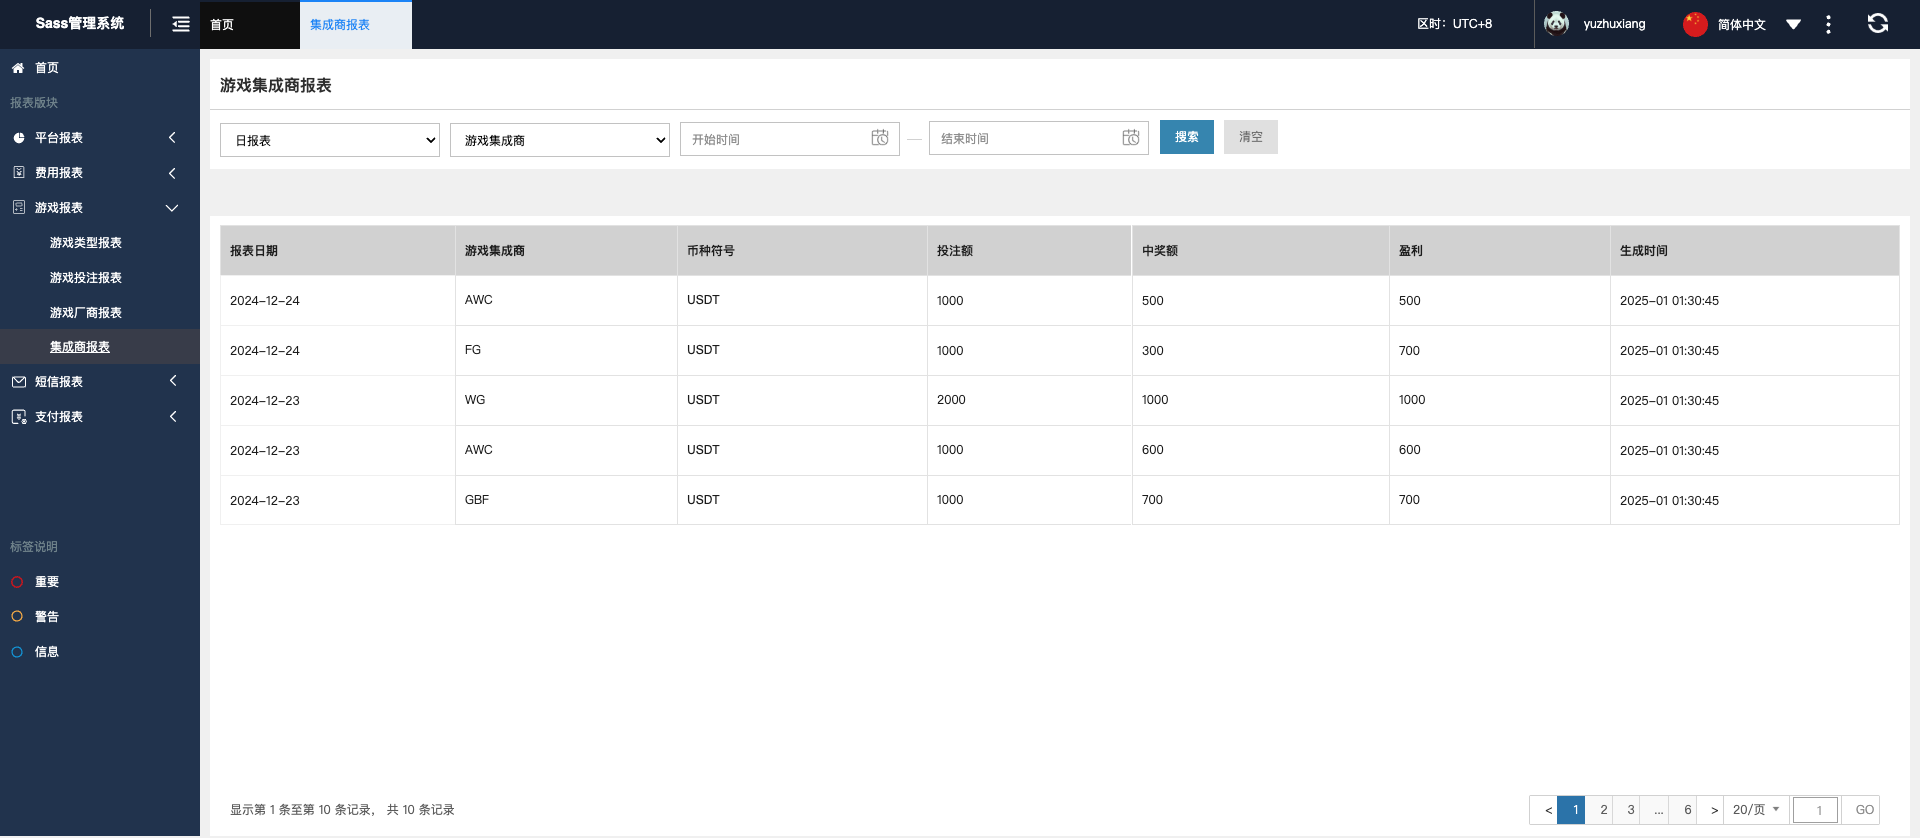 Sass管理系统
首页
集成商报表
区时：UTC+8
yuzhuxiang
简体中文
首页
报表版块
平台报表
费用报表
游戏报表
游戏类型报表
游戏投注报表
游戏厂商报表
集成商报表
短信报表
支付报表
标签说明
重要
警告
信息
游戏集成商报表
日报表 游戏集成商 开始时间 — 结束时间 搜索 清空
报表日期 游戏集成商 币种符号 投注额 中奖额 盈利 生成时间
2024-12-24 AWC USDT 1000 500 500 2025-01 01:30:45
2024-12-24 FG USDT 1000 300 700 2025-01 01:30:45
2024-12-23 WG USDT 2000 1000 1000 2025-01 01:30:45
2024-12-23 AWC USDT 1000 600 600 2025-01 01:30:45
2024-12-23 GBF USDT 1000 700 700 2025-01 01:30:45
显示第 1 条至第 10 条记录， 共 10 条记录
< 1 2 3 ... 6 > 20/页 1 GO